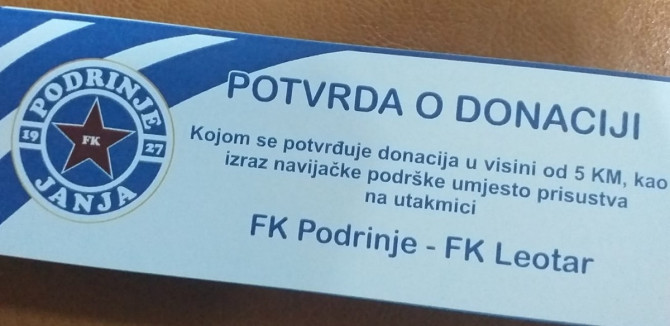 PODRINJE
19 FK 27
JANJA
POTVRDA O DONACIJI
Kojom se potvrđuje donacija u visini od 5 KM, kao
izraz navijačke podrške umjesto prisustva
na utakmici
FK Podrinje - FK Leotar